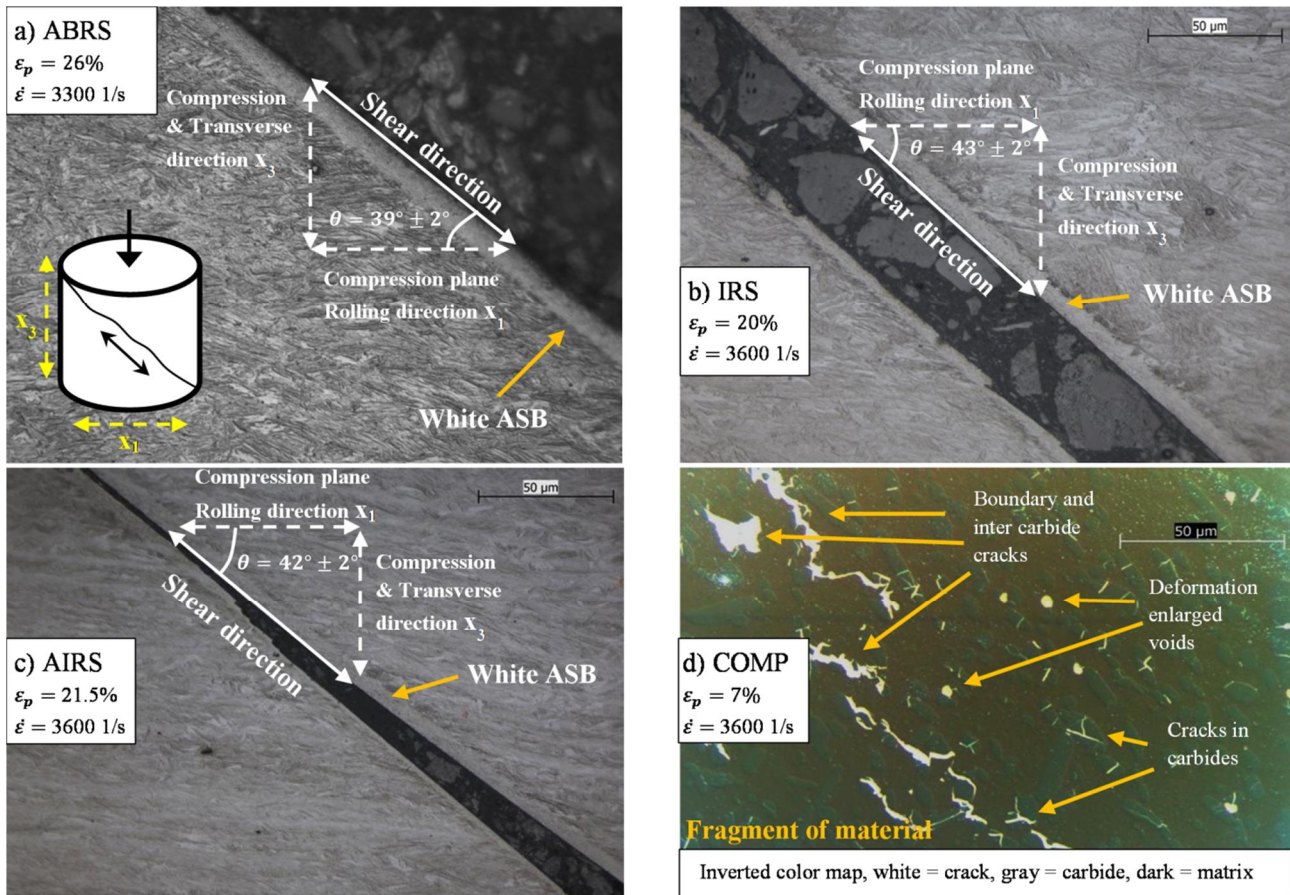 a) ABRS
εₚ = 26%
ε̇ = 3300 1/s
Compression
& Transverse
direction x₃
Shear direction
θ = 39° ± 2°
Compression plane
Rolling direction x₁
White ASB
x₃
x₁
50 µm
Compression plane
Rolling direction x₁
θ = 43° ± 2°
Shear direction
Compression
& Transverse
direction x₃
b) IRS
εₚ = 20%
ε̇ = 3600 1/s
White ASB
Compression plane
Rolling direction x₁
50 µm
θ = 42° ± 2°
Shear direction
Compression
& Transverse
direction x₃
c) AIRS
εₚ = 21.5%
ε̇ = 3600 1/s
White ASB
Boundary and
inter carbide
cracks
50 µm
Deformation
enlarged
voids
d) COMP
εₚ = 7%
ε̇ = 3600 1/s
Cracks in
carbides
Fragment of material
Inverted color map, white = crack, gray = carbide, dark = matrix